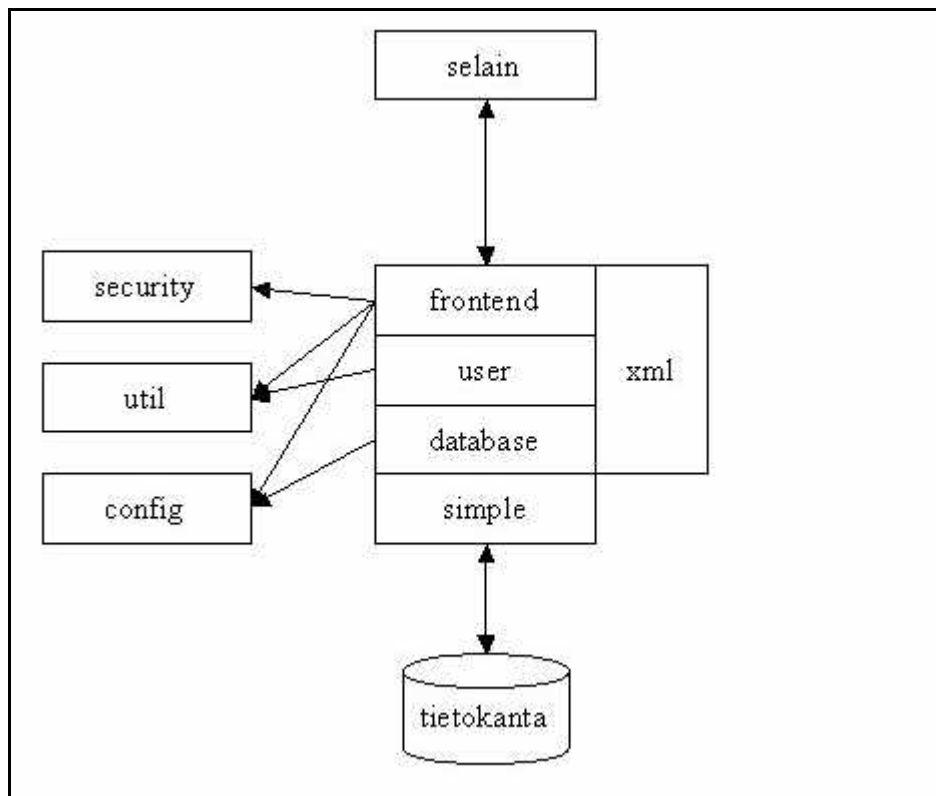 selain
security
frontend
util
user
xml
database
config
simple
tietokanta